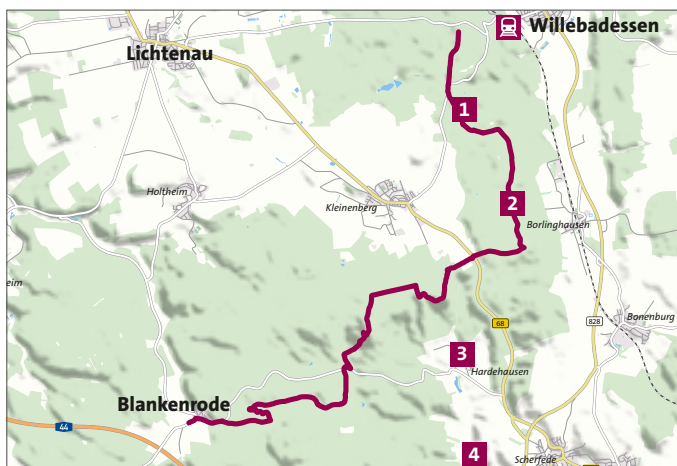 Willebadessen
Lichtenau
1
Holtheim
2
Kleinenberg
Borlinghausen
eim
68
828
Bonenburg
3
Hardehausen
Blankenrode
44
4
Scherfede